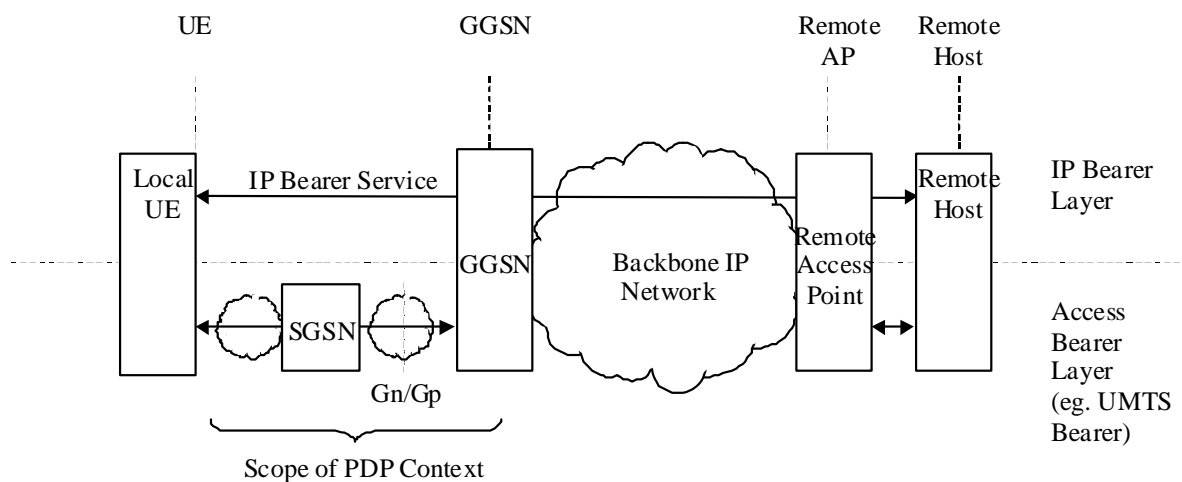 UE
GGSN
Remote
AP
Remote
Host
Local
UE
IP Bearer Service
Remote
Host
IP Bearer
Layer
GGSN
Backbone IP
Network
Remote
Access
Point
SGSN
Access
Bearer
Layer
(eg. UMTS
Bearer)
Gn/Gp
Scope of PDP Context